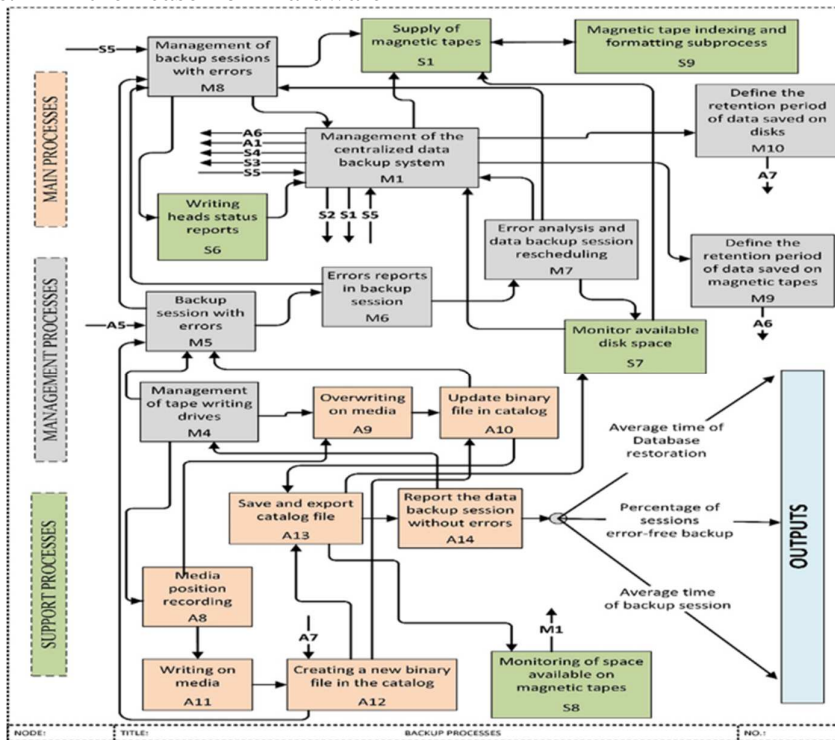 Management of
backup sessions
with errors
M8
S5
Supply of
magnetic tapes
S1
Magnetic tape indexing and
formatting subprocess
S9
Define the
retention period
of data saved on
disks
M10
A7
A6
A1
S4
S3
S5
Management of the
centralized data
backup system
M1
S2 S1 S5
Writing
heads status
reports
S6
Error analysis and
data backup session
rescheduling
M7
Define the
retention period
of data saved on
magnetic tapes
M9
A6
Errors reports
in backup
session
M6
A5
Backup
session with
errors
M5
Monitor available
disk space
S7
Management
of tape writing
drives
M4
Overwriting
on media
A9
Update binary
file in catalog
A10
Save and export
catalog file
A13
Report the data
backup session
without errors
A14
Average time of
Database
restoration
Percentage of
sessions
error-free backup
Average time
of backup session
OUTPUTS
Media
position
recording
A8
A7
M1
Writing on
media
A11
Creating a new binary
file in the catalog
A12
Monitoring of space
available on
magnetic tapes
S8
MAIN PROCESSES
MANAGEMENT PROCESSES
SUPPORT PROCESSES
NODE: TITLE: BACKUP PROCESSES NO.: